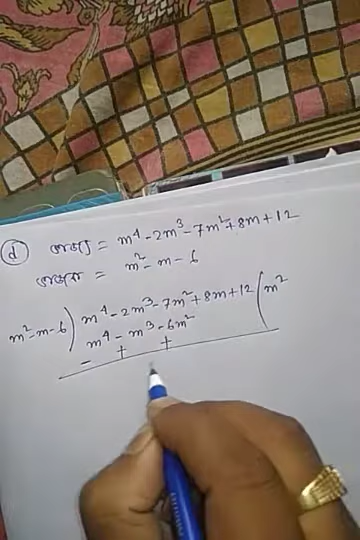 (d) ভাজ্য = m⁴ - 2m³ - 7m² + 8m + 12
ভাজক = m² - m - 6
m² - m - 6 ) m⁴ - 2m³ - 7m² + 8m + 12 ( m²
m⁴ - m³ - 6m²
- + +